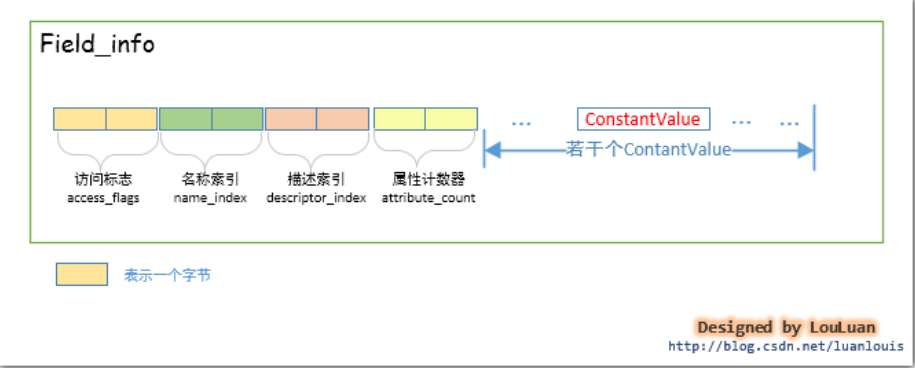 Field_info
... ConstantValue ... ...
若干个ContantValue
访问标志 名称索引 描述索引 属性计数器
access_flags name_index descriptor_index attribute_count
表示一个字节
Designed by LouLuan
http://blog.csdn.net/luanlouis